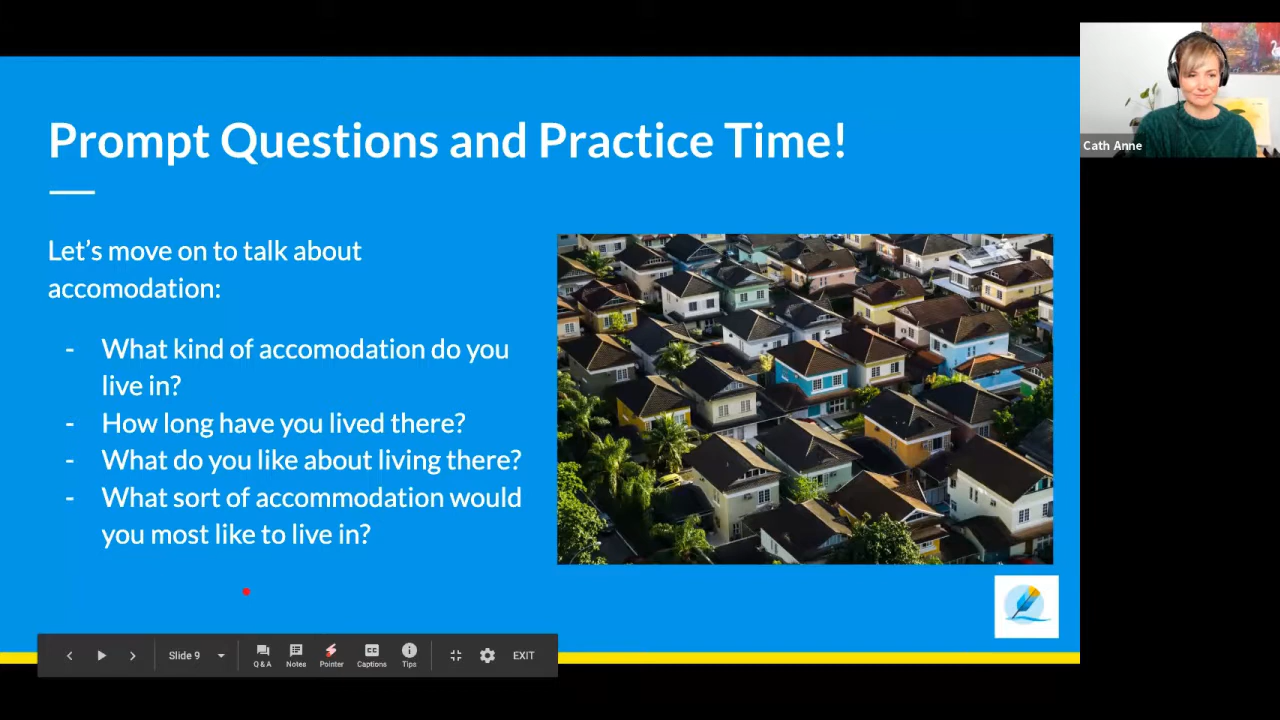 Prompt Questions and Practice Time!
Let's move on to talk about
accomodation:
- What kind of accomodation do you
live in?
- How long have you lived there?
- What do you like about living there?
- What sort of accommodation would
you most like to live in?
Cath Anne
Slide 9
Q & A
Notes
Pointer
Captions
Tips
EXIT